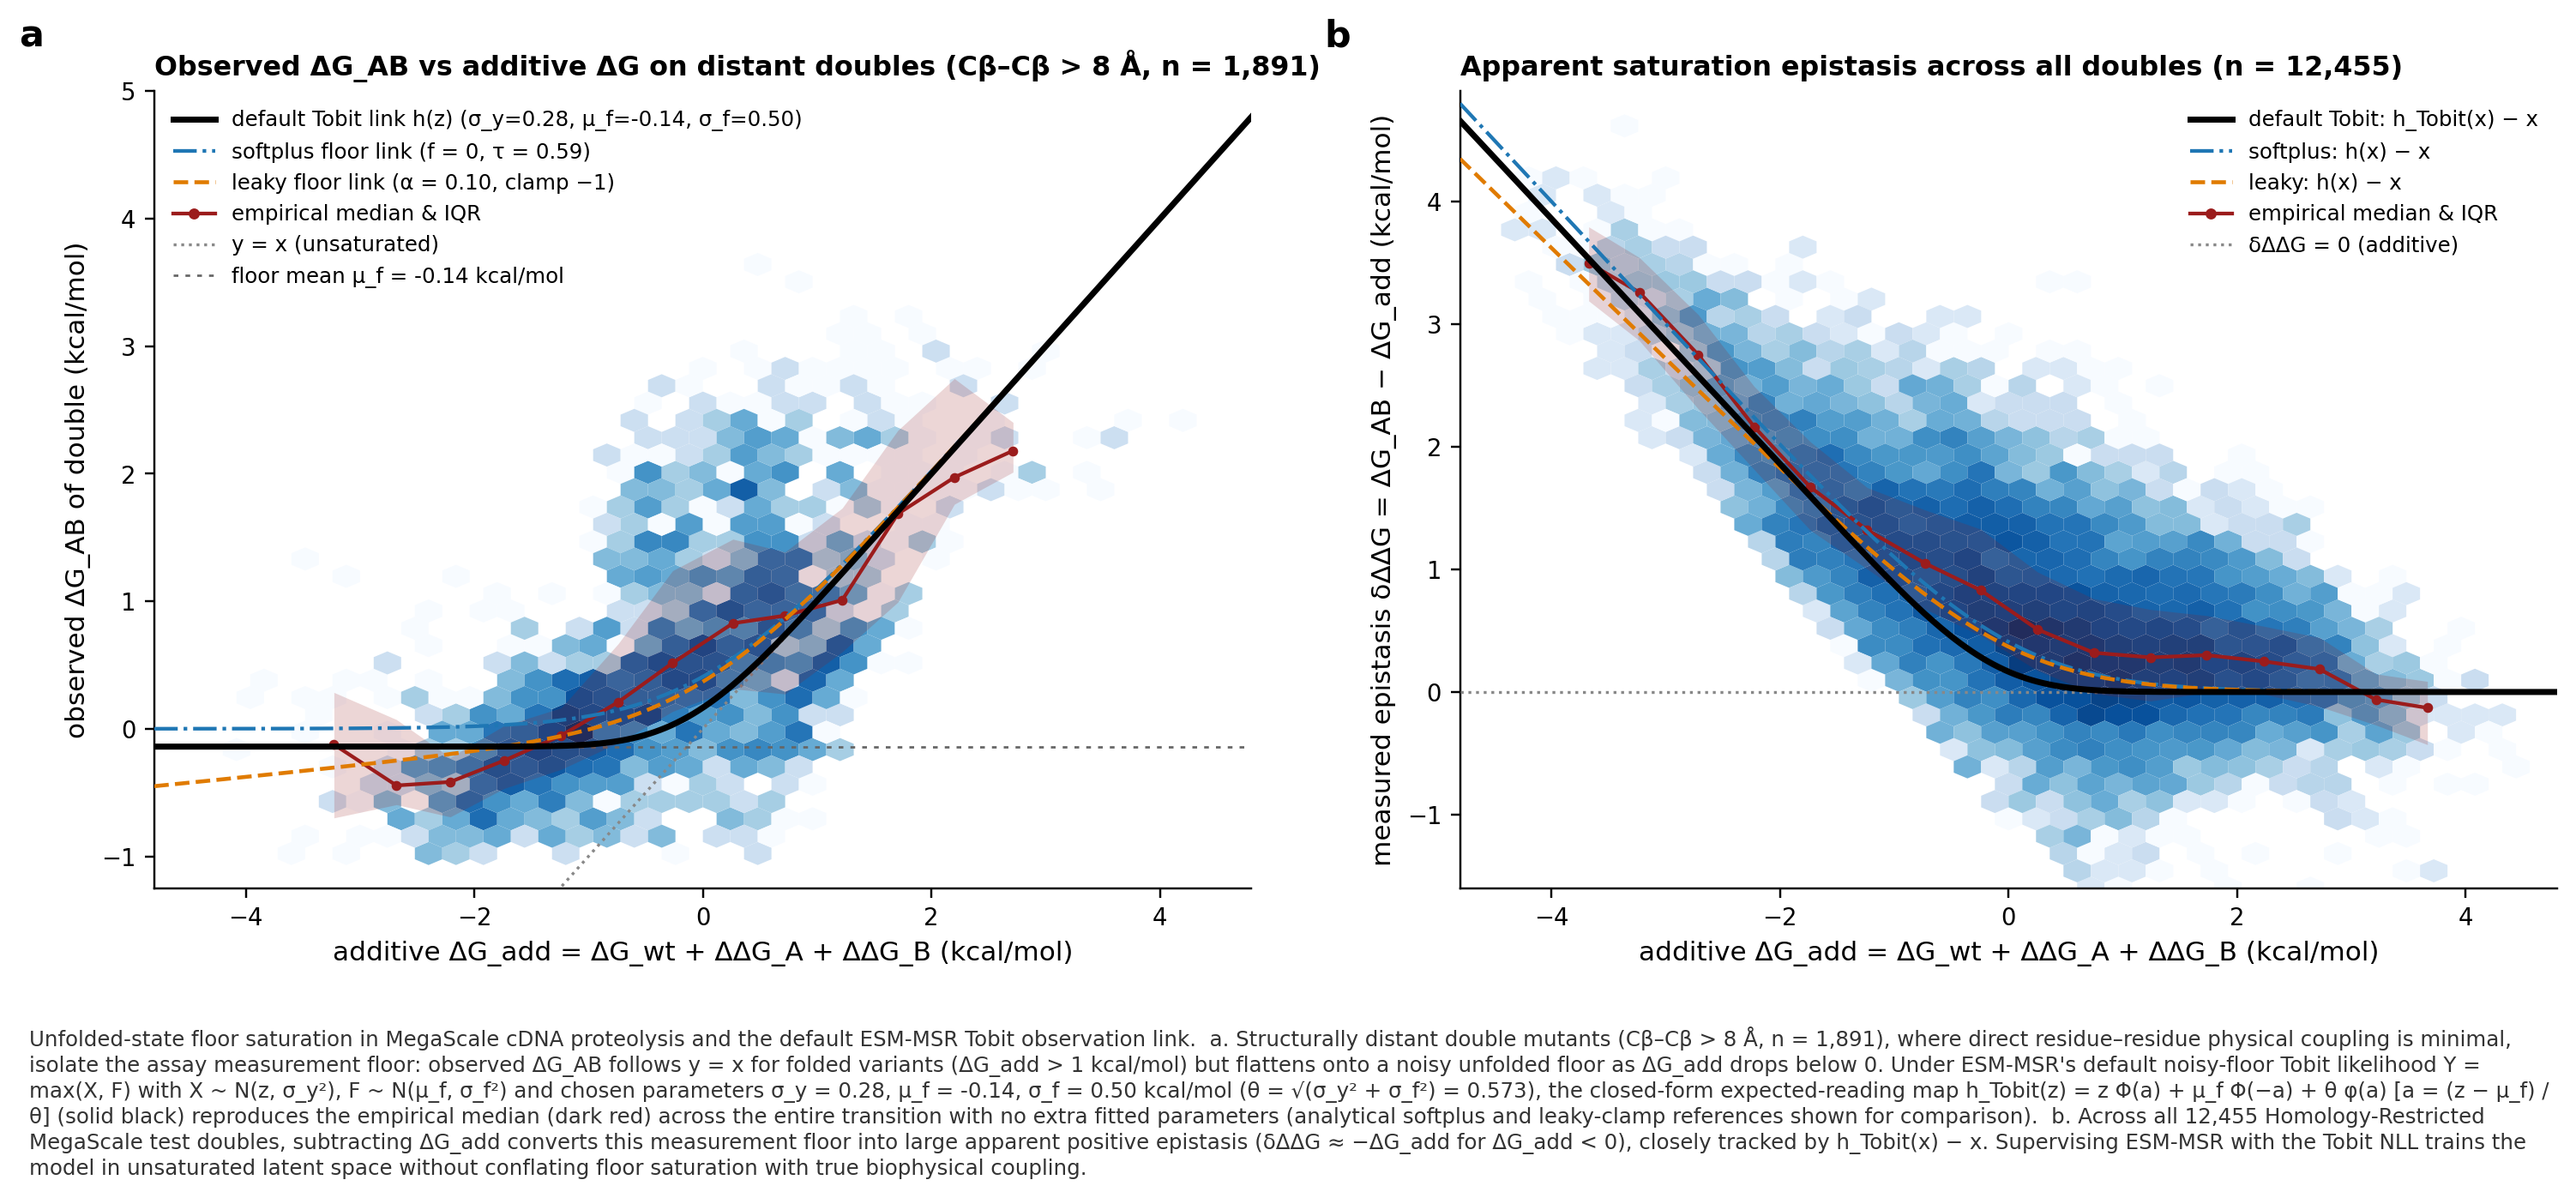 a
Observed ΔG_AB vs additive ΔG on distant doubles (Cβ–Cβ > 8 Å, n = 1,891)
5
4
3
2
1
0
−1
observed ΔG_AB of double (kcal/mol)
default Tobit link h(z) (σ_y=0.28, μ_f=-0.14, σ_f=0.50)
softplus floor link (f = 0, τ = 0.59)
leaky floor link (α = 0.10, clamp −1)
empirical median & IQR
y = x (unsaturated)
floor mean μ_f = -0.14 kcal/mol
−4
−2
0
2
4
additive ΔG_add = ΔG_wt + ΔΔG_A + ΔΔG_B (kcal/mol)
b
Apparent saturation epistasis across all doubles (n = 12,455)
4
3
2
1
0
−1
measured epistasis δΔΔG = ΔG_AB − ΔG_add (kcal/mol)
default Tobit: h_Tobit(x) − x
softplus: h(x) − x
leaky: h(x) − x
empirical median & IQR
δΔΔG = 0 (additive)
−4
−2
0
2
4
additive ΔG_add = ΔG_wt + ΔΔG_A + ΔΔG_B (kcal/mol)
Unfolded-state floor saturation in MegaScale cDNA proteolysis and the default ESM-MSR Tobit observation link.  a. Structurally distant double mutants (Cβ–Cβ > 8 Å, n = 1,891), where direct residue–residue physical coupling is minimal,
isolate the assay measurement floor: observed ΔG_AB follows y = x for folded variants (ΔG_add > 1 kcal/mol) but flattens onto a noisy unfolded floor as ΔG_add drops below 0. Under ESM-MSR's default noisy-floor Tobit likelihood Y =
max(X, F) with X ~ N(z, σ_y²), F ~ N(μ_f, σ_f²) and chosen parameters σ_y = 0.28, μ_f = -0.14, σ_f = 0.50 kcal/mol (θ = √(σ_y² + σ_f²) = 0.573), the closed-form expected-reading map h_Tobit(z) = z Φ(a) + μ_f Φ(−a) + θ φ(a) [a = (z − μ_f) /
θ] (solid black) reproduces the empirical median (dark red) across the entire transition with no extra fitted parameters (analytical softplus and leaky-clamp references shown for comparison).  b. Across all 12,455 Homology-Restricted
MegaScale test doubles, subtracting ΔG_add converts this measurement floor into large apparent positive epistasis (δΔΔG ≈ −ΔG_add for ΔG_add < 0), closely tracked by h_Tobit(x) − x. Supervising ESM-MSR with the Tobit NLL trains the
model in unsaturated latent space without conflating floor saturation with true biophysical coupling.